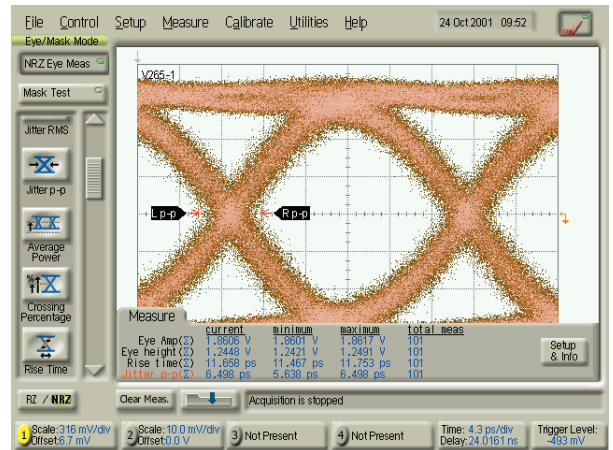 File Control Setup Measure Calibrate Utilities Help 24 Oct 2001 09:52
Eye/Mask Mode
NRZ Eye Meas
Mask Test
Jitter RMS
Jitter p-p
Average
Power
Crossing
Percentage
Rise Time
V265-1
L p-p
R p-p
Measure
current minimum maximum total meas
Eye Amp(Σ) 1.8606 V 1.8601 V 1.8617 V 101
Eye height(Σ) 1.2448 V 1.2421 V 1.2491 V 101
Rise time(Σ) 11.658 ps 11.467 ps 11.753 ps 101
Jitter p-p(Σ) 6.498 ps 5.638 ps 6.498 ps 101
Setup
& Info
RZ / NRZ
Clear Meas.
Acquisition is stopped
1 Scale:316 mV/div
Offset:6.7 mV
2 Scale:10.0 mV/div
Offset:0.0 V
3 Not Present
4 Not Present
Time: 4.3 ps/div
Delay:24.0161 ns
Trigger Level:
-493 mV